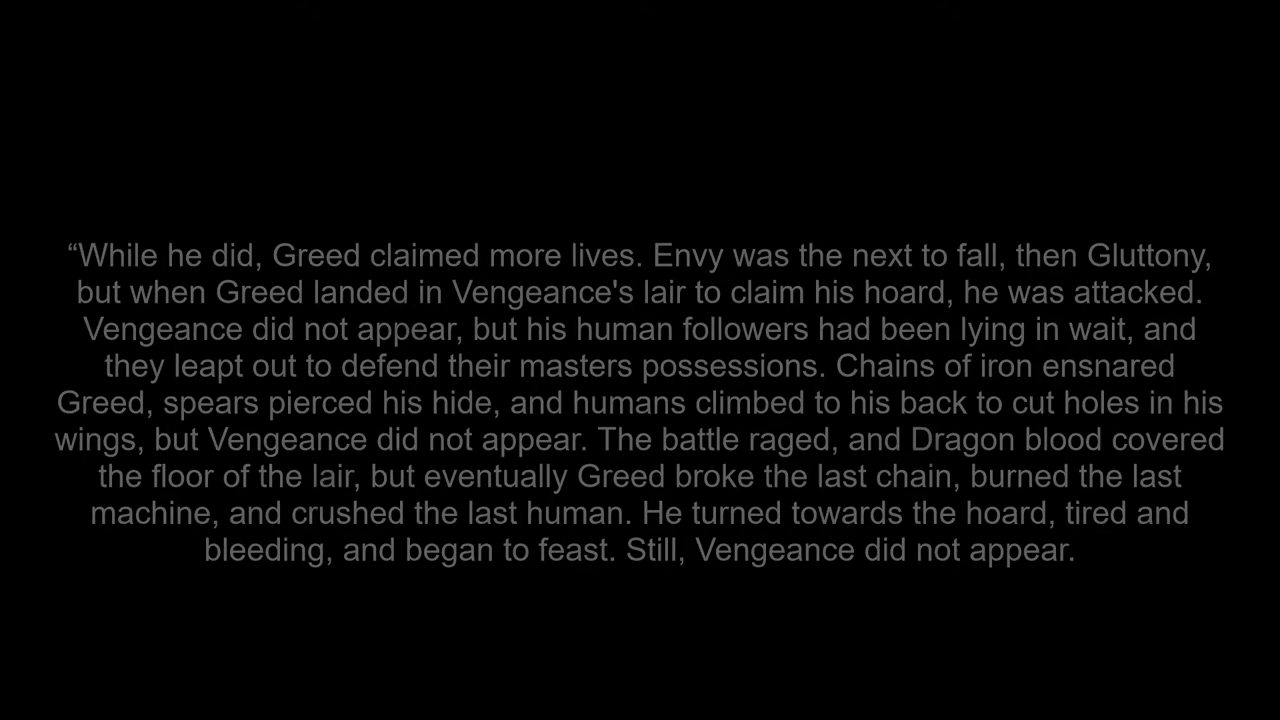 “While he did, Greed claimed more lives. Envy was the next to fall, then Gluttony,
but when Greed landed in Vengeance's lair to claim his hoard, he was attacked.
Vengeance did not appear, but his human followers had been lying in wait, and
they leapt out to defend their masters possessions. Chains of iron ensnared
Greed, spears pierced his hide, and humans climbed to his back to cut holes in his
wings, but Vengeance did not appear. The battle raged, and Dragon blood covered
the floor of the lair, but eventually Greed broke the last chain, burned the last
machine, and crushed the last human. He turned towards the hoard, tired and
bleeding, and began to feast. Still, Vengeance did not appear.